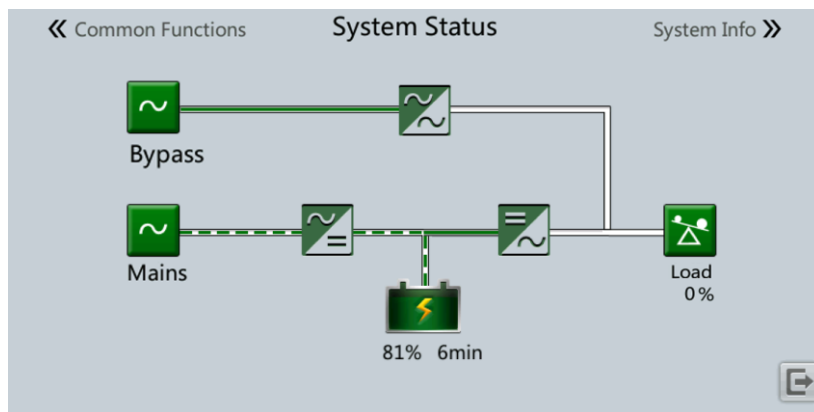 Common Functions
System Status
System Info
Bypass
Mains
Load
0%
81% 6min